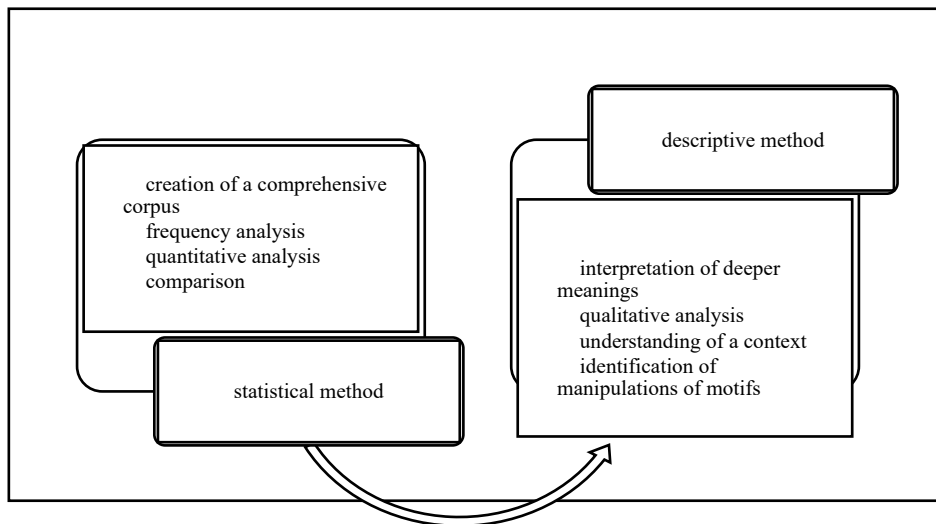 creation of a comprehensive
corpus
frequency analysis
quantitative analysis
comparison
statistical method
descriptive method
interpretation of deeper
meanings
qualitative analysis
understanding of a context
identification of
manipulations of motifs